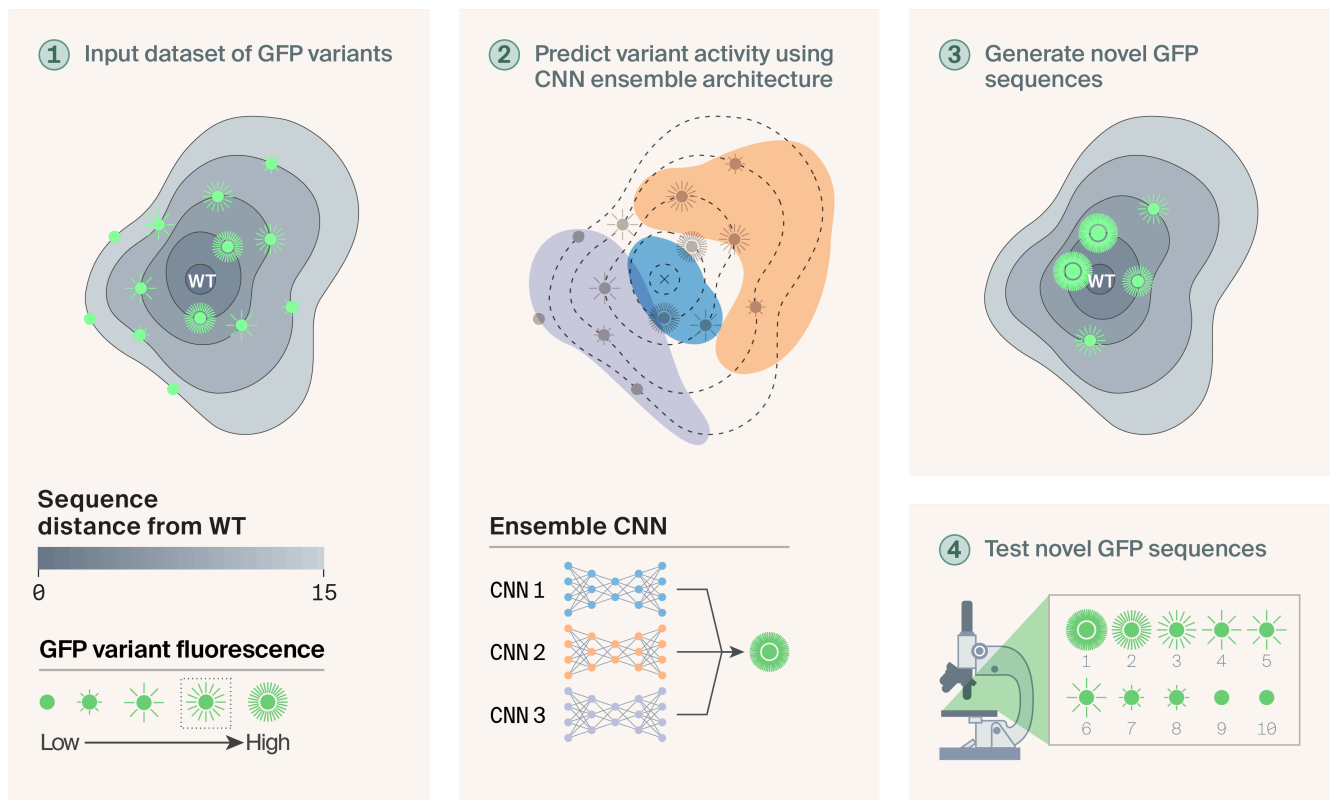 1 Input dataset of GFP variants
WT
Sequence
distance from WT
0 15
GFP variant fluorescence
Low High
2 Predict variant activity using
CNN ensemble architecture
Ensemble CNN
CNN 1
CNN 2
CNN 3
3 Generate novel GFP
sequences
WT
4 Test novel GFP sequences
1 2 3 4 5
6 7 8 9 10